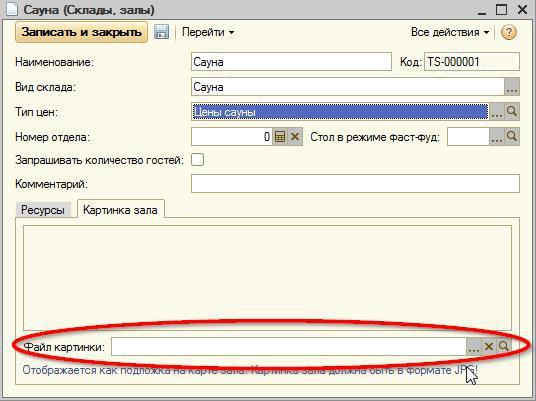 Сауна (Склады, залы)
Записать и закрыть Перейти Все действия ?
Наименование: Сауна Код: TS-000001
Вид склада: Сауна ...
Тип цен: Цены сауны ...
Номер отдела: 0 Стол в режиме фаст-фуд: ...
Запрашивать количество гостей:
Комментарий:
Ресурсы Картинка зала
Файл картинки: ...
Отображается как подложка на карте зала. Картинка зала должна быть в формате JPG!